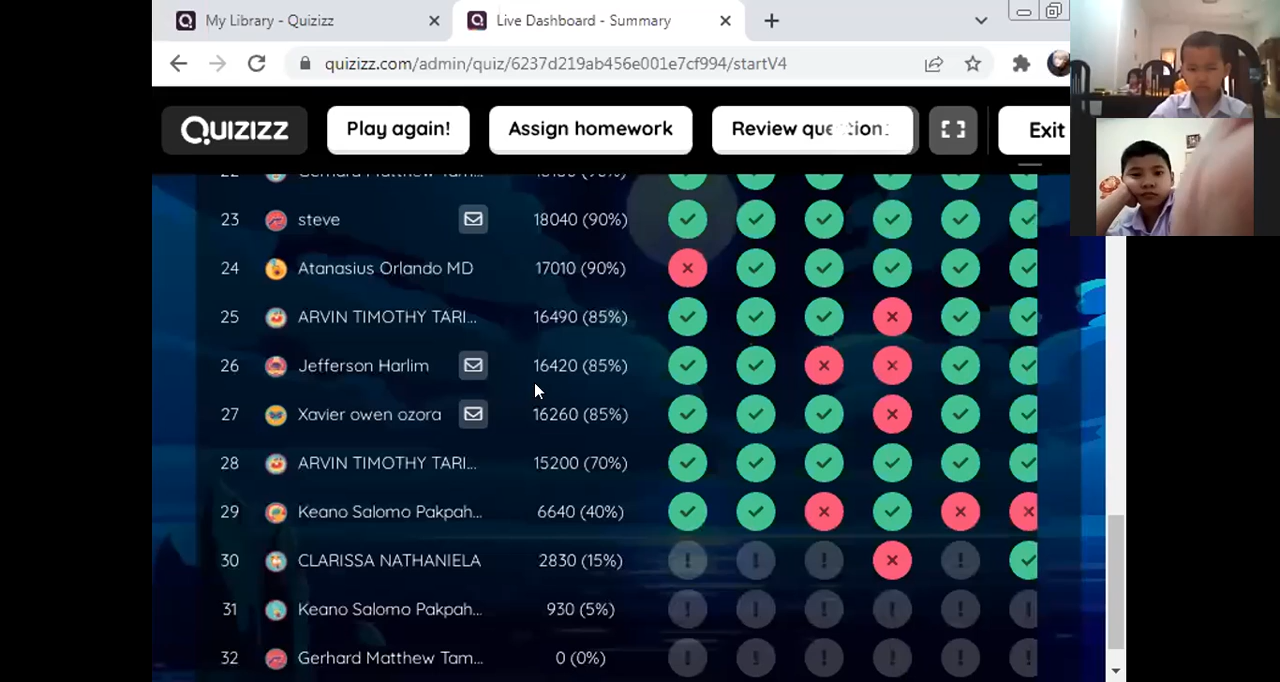 My Library - Quizizz
Live Dashboard - Summary
quizizz.com/admin/quiz/6237d219ab456e001e7cf994/startV4
QUIZIZZ
Play again!
Assign homework
Review question
Exit
23 steve 18040 (90%)
24 Atanasius Orlando MD 17010 (90%)
25 ARVIN TIMOTHY TARI... 16490 (85%)
26 Jefferson Harlim 16420 (85%)
27 Xavier owen ozora 16260 (85%)
28 ARVIN TIMOTHY TARI... 15200 (70%)
29 Keano Salomo Pakpah... 6640 (40%)
30 CLARISSA NATHANIELA 2830 (15%)
31 Keano Salomo Pakpah... 930 (5%)
32 Gerhard Matthew Tam... 0 (0%)